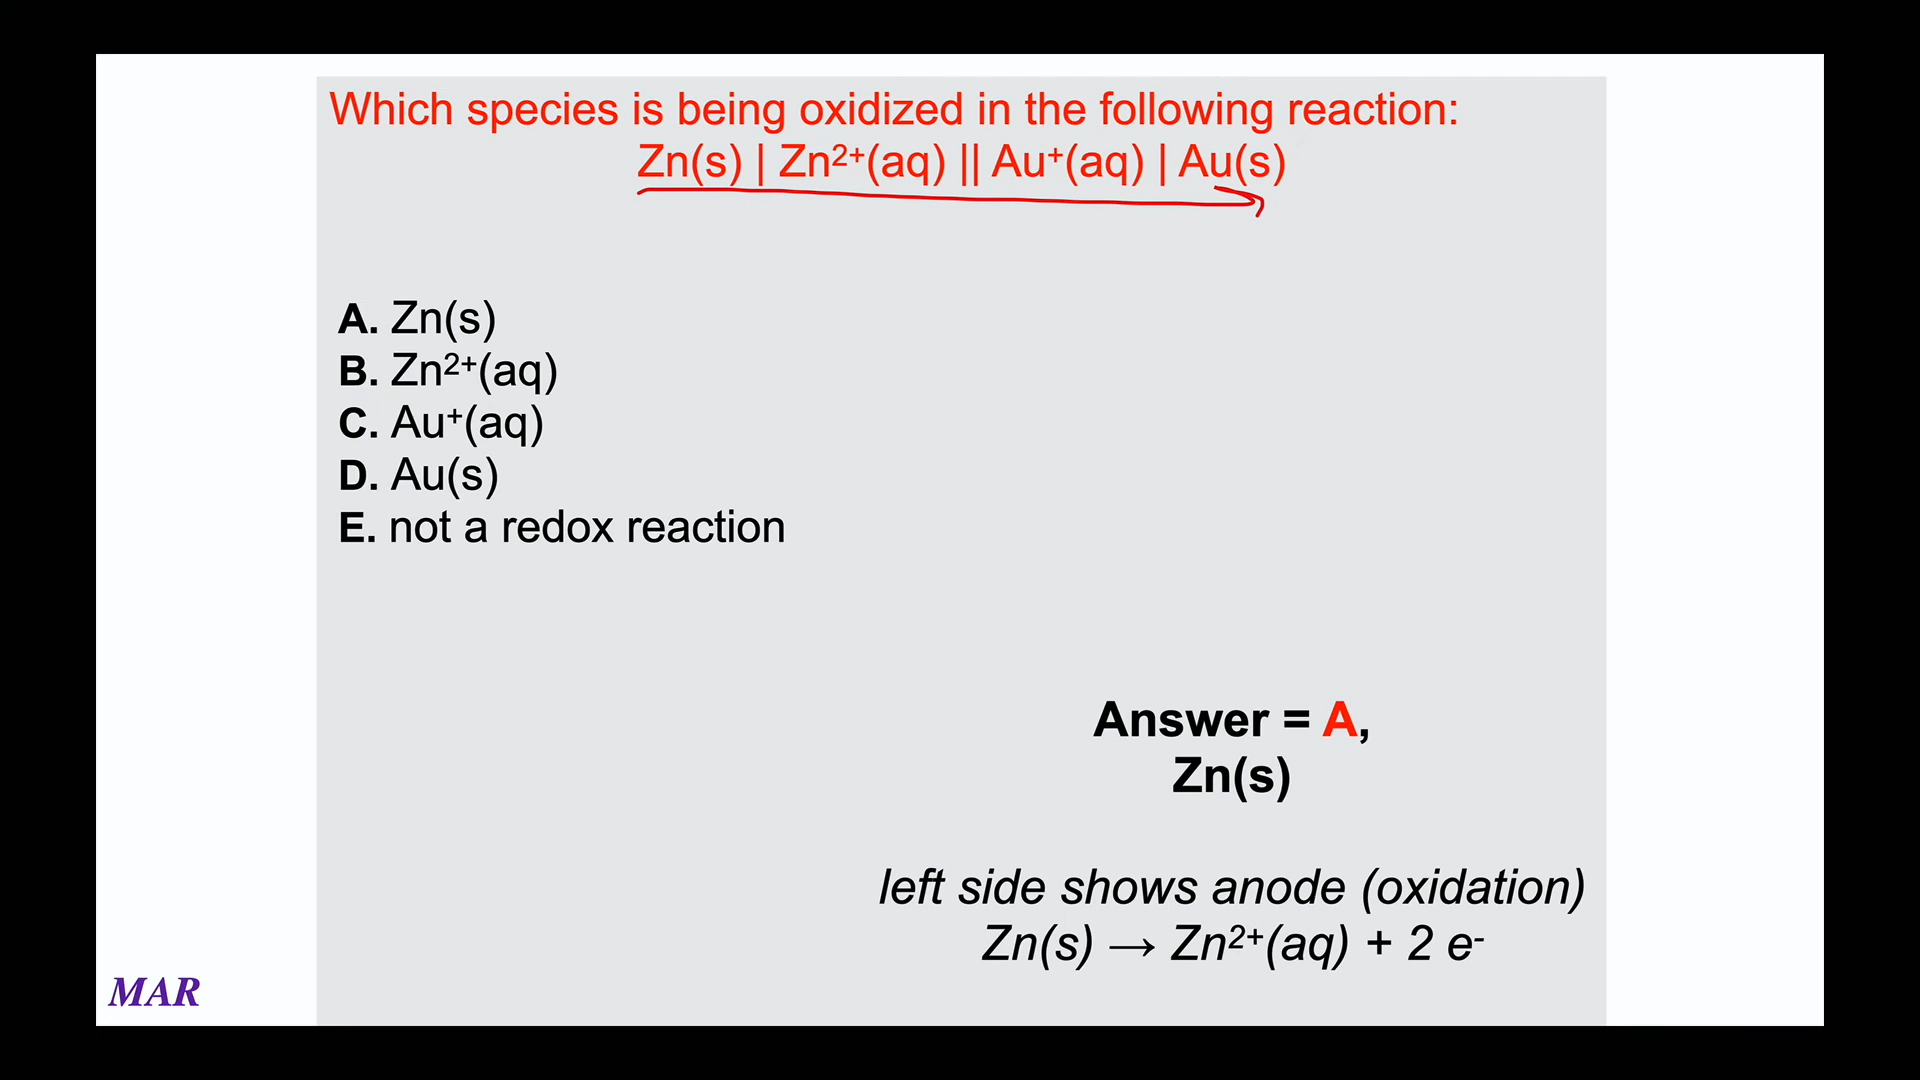 Which species is being oxidized in the following reaction:
Zn(s) | Zn²⁺(aq) || Au⁺(aq) | Au(s)
A. Zn(s)
B. Zn²⁺(aq)
C. Au⁺(aq)
D. Au(s)
E. not a redox reaction
Answer = A,
Zn(s)
left side shows anode (oxidation)
Zn(s) → Zn²⁺(aq) + 2 e⁻
MAR